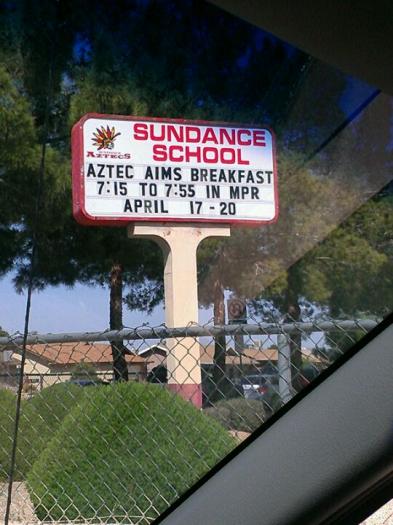 SUNDANCE
SCHOOL
AZTECS
AZTEC AIMS BREAKFAST
7:15 TO 7:55 IN MPR
APRIL 17-20